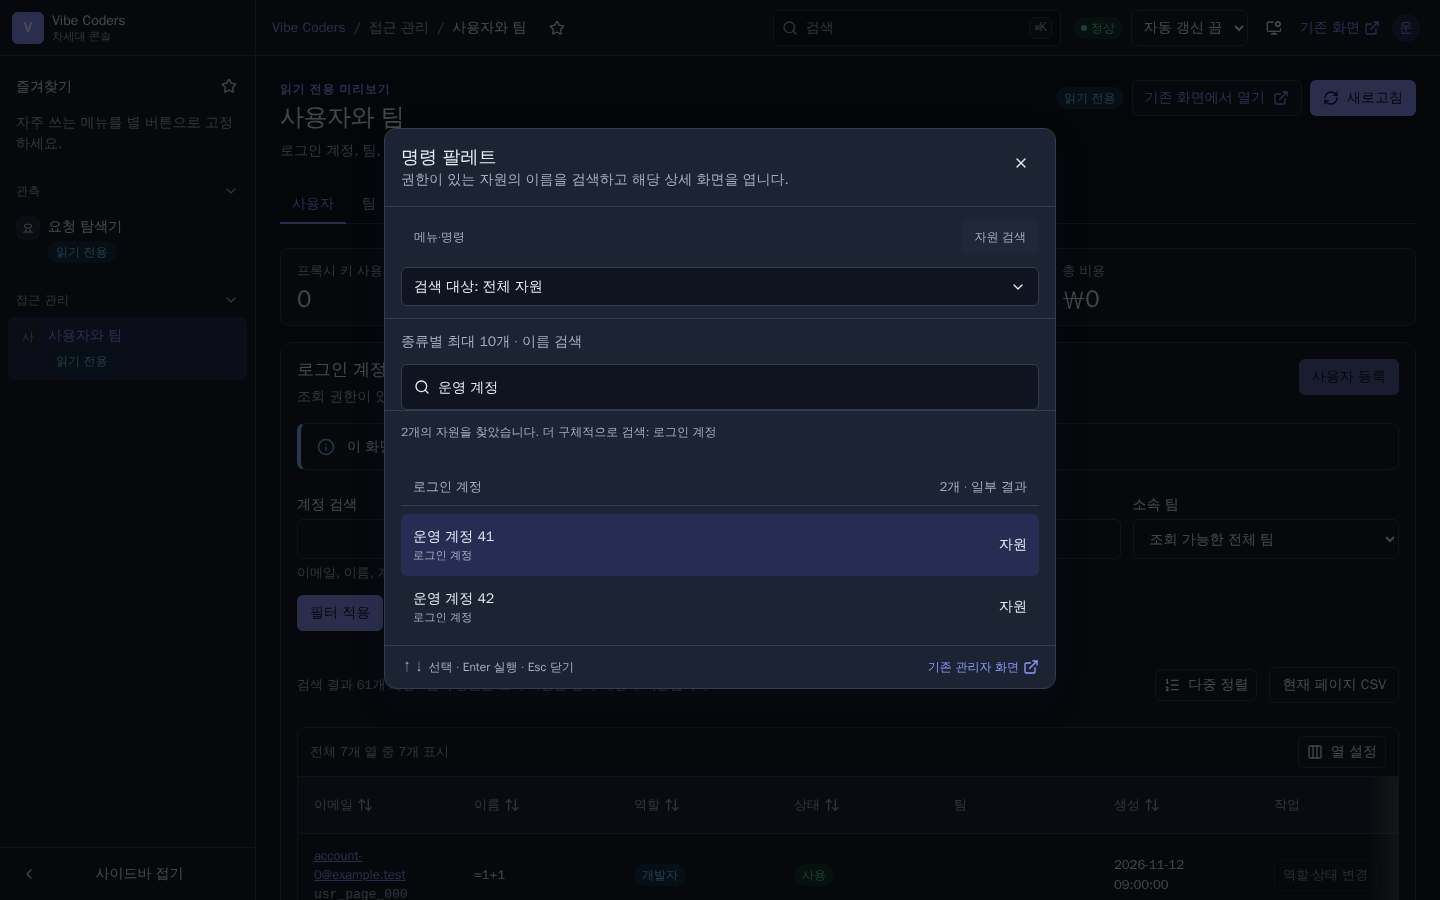 V
Vibe Coders
차세대 콘솔
Vibe Coders / 접근 관리 / 사용자와 팀
검색
⌘K
정상
자동 갱신 끔
기존 화면
운
즐겨찾기
자주 쓰는 메뉴를 별 버튼으로 고정
하세요.
관측
요
요청 탐색기
읽기 전용
접근 관리
사
사용자와 팀
읽기 전용
사이드바 접기
읽기 전용 미리보기
사용자와 팀
로그인 계정, 팀,
읽기 전용
기존 화면에서 열기
새로고침
사용자
팀
프록시 키 사용
0
총 비용
₩0
로그인 계정
조회 권한이 있
사용자 등록
이 화면
계정 검색
소속 팀
조회 가능한 전체 팀
이메일, 이름,
필터 적용
명령 팔레트
권한이 있는 자원의 이름을 검색하고 해당 상세 화면을 엽니다.
메뉴·명령
자원 검색
검색 대상: 전체 자원
종류별 최대 10개 · 이름 검색
운영 계정
2개의 자원을 찾았습니다. 더 구체적으로 검색: 로그인 계정
로그인 계정
2개 · 일부 결과
운영 계정 41
로그인 계정
자원
운영 계정 42
로그인 계정
자원
↑ ↓ 선택 · Enter 실행 · Esc 닫기
기존 관리자 화면
검색 결과 61개
다중 정렬
현재 페이지 CSV
전체 7개 열 중 7개 표시
열 설정
이메일
이름
역할
상태
팀
생성
작업
account-
0@example.test
usr_page_000
=1+1
개발자
사용
2026-11-12
09:00:00
역할·상태 변경